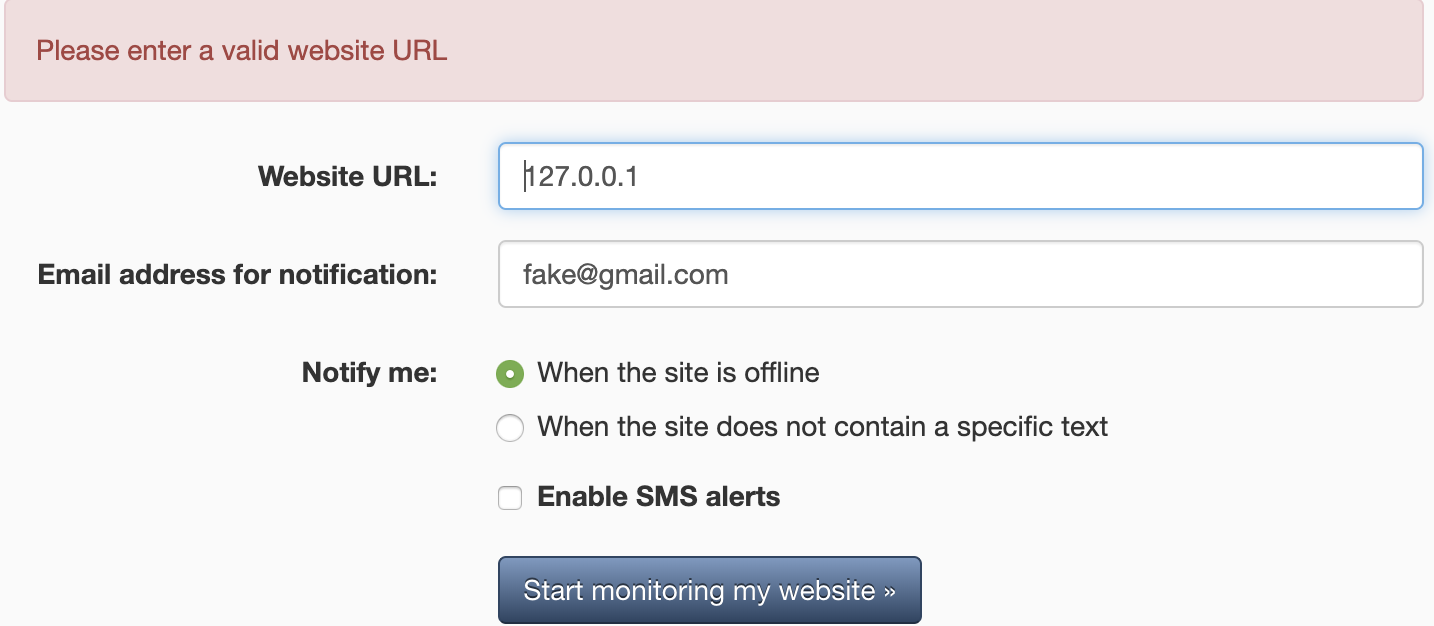 Please enter a valid website URL
Website URL: 127.0.0.1
Email address for notification: fake@gmail.com
Notify me: When the site is offline
When the site does not contain a specific text
Enable SMS alerts
Start monitoring my website »